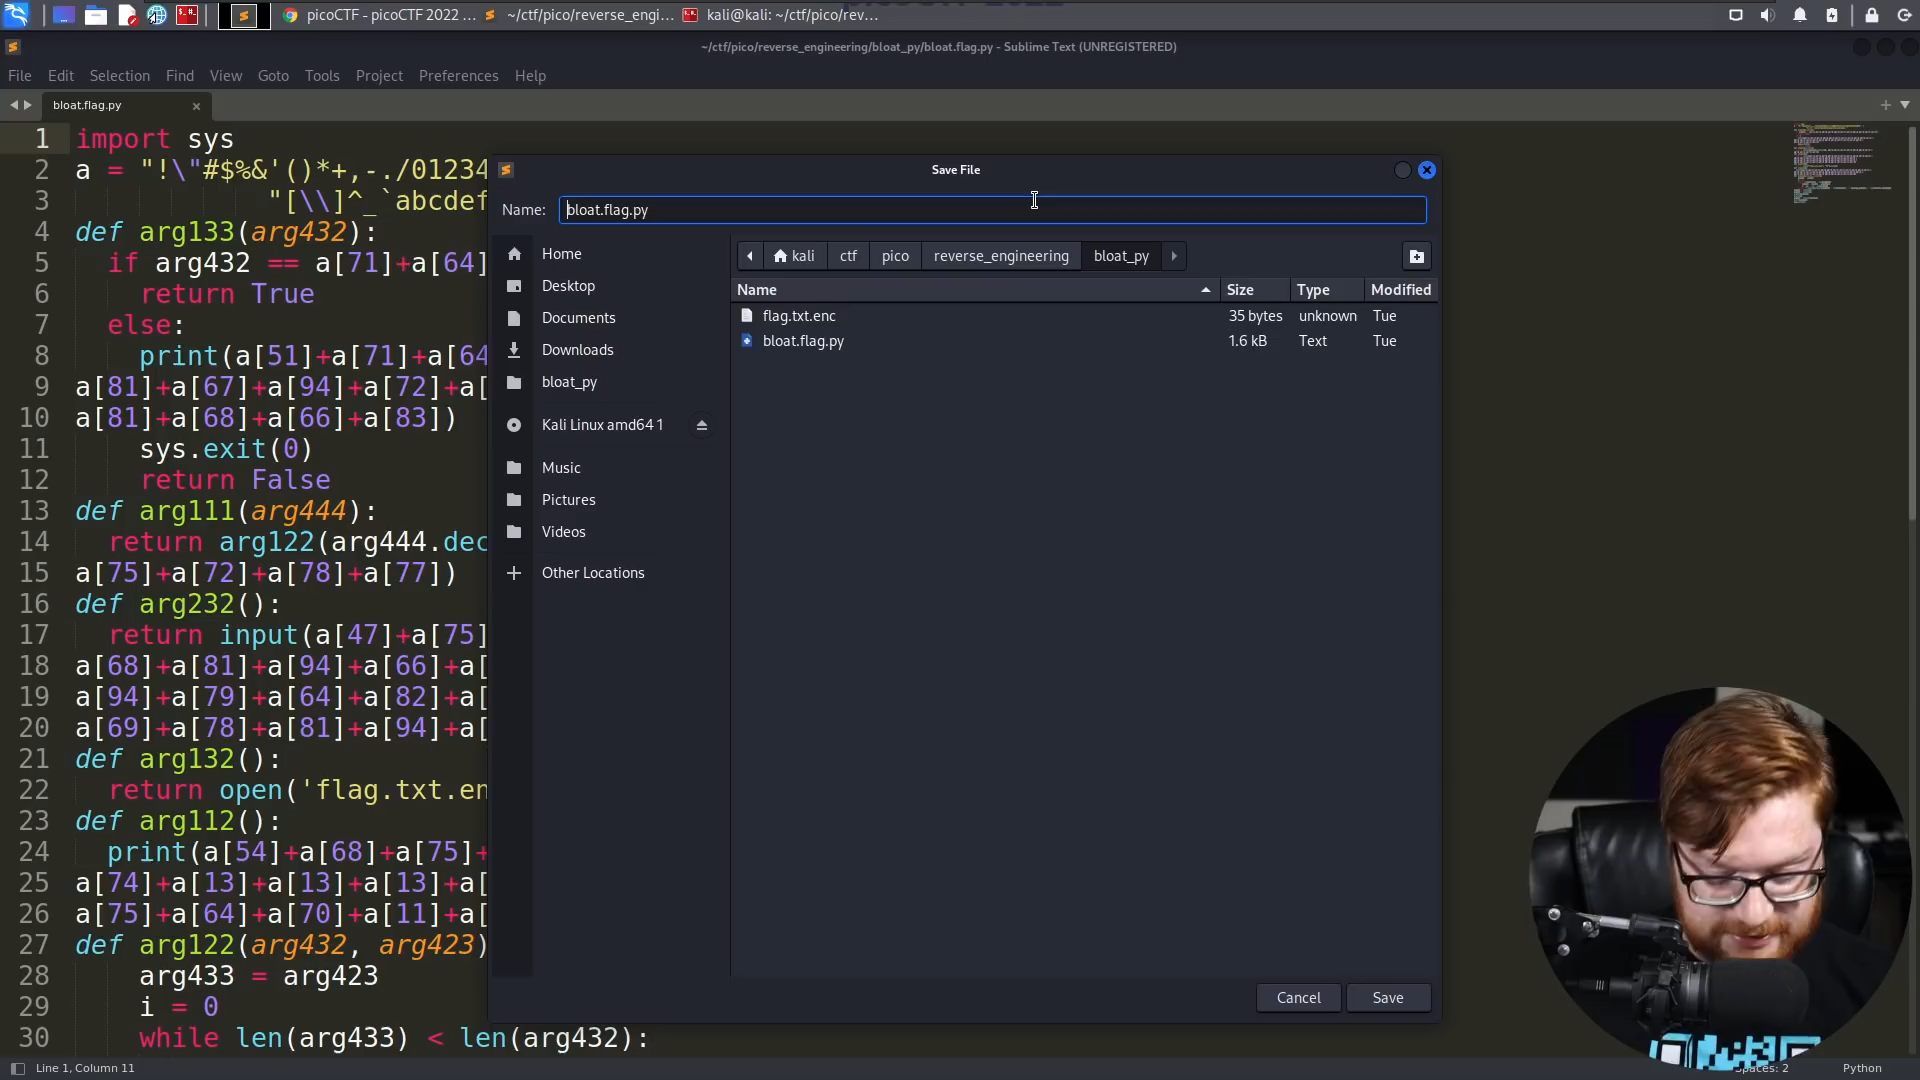 picoCTF - picoCTF 2022 ...
~/ctf/pico/reverse_engi...
kali@kali: ~/ctf/pico/rev...
~/ctf/pico/reverse_engineering/bloat_py/bloat.flag.py - Sublime Text (UNREGISTERED)
File Edit Selection Find View Goto Tools Project Preferences Help
bloat.flag.py
1 import sys
2 a = "!\"#$%&'()*+,-./01234
3 "[\\]^_`abcdef
4 def arg133(arg432):
5 if arg432 == a[71]+a[64]
6 return True
7 else:
8 print(a[51]+a[71]+a[64
9 a[81]+a[67]+a[94]+a[72]+a[
10 a[81]+a[68]+a[66]+a[83])
11 sys.exit(0)
12 return False
13 def arg111(arg444):
14 return arg122(arg444.dec
15 a[75]+a[72]+a[78]+a[77])
16 def arg232():
17 return input(a[47]+a[75]
18 a[68]+a[81]+a[94]+a[66]+a[
19 a[94]+a[79]+a[64]+a[82]+a[
20 a[69]+a[78]+a[81]+a[94]+a[
21 def arg132():
22 return open('flag.txt.en
23 def arg112():
24 print(a[54]+a[68]+a[75]+
25 a[74]+a[13]+a[13]+a[13]+a[
26 a[75]+a[64]+a[70]+a[11]+a[
27 def arg122(arg432, arg423)
28 arg433 = arg423
29 i = 0
30 while len(arg433) < len(arg432):
Save File
Name: bloat.flag.py
Home
Desktop
Documents
Downloads
bloat_py
Kali Linux amd64 1
Music
Pictures
Videos
Other Locations
kali ctf pico reverse_engineering bloat_py
Name Size Type Modified
flag.txt.enc 35 bytes unknown Tue
bloat.flag.py 1.6 kB Text Tue
Cancel Save
Line 1, Column 11
Spaces: 2 Python